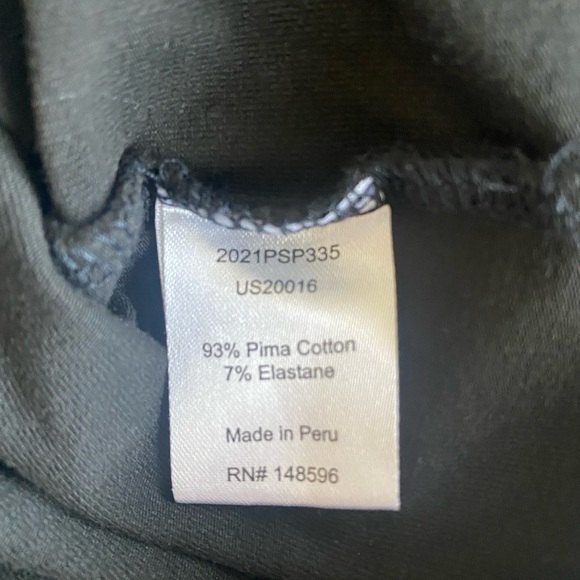 2021PSP335
US20016
93% Pima Cotton
7% Elastane
Made in Peru
RN# 148596